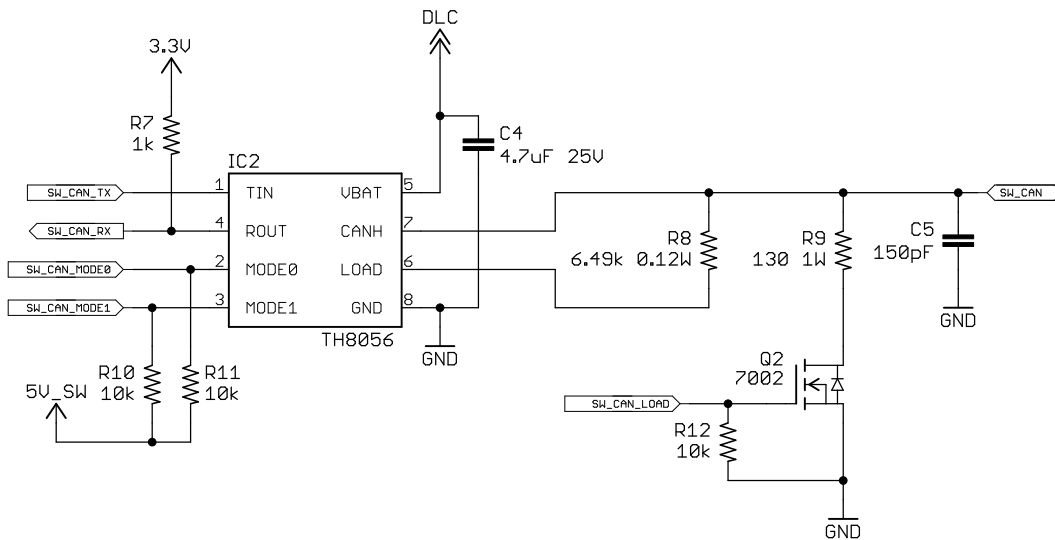 DLC
3.3V
R7
1k
C4
4.7uF 25V
IC2
SW_CAN_TX
1
TIN
VBAT
5
SW_CAN_RX
4
ROUT
CANH
7
SW_CAN_MODE0
2
MODE0
LOAD
6
SW_CAN_MODE1
3
MODE1
GND
8
TH8056
GND
R8
6.49k 0.12W
R9
130 1W
SW_CAN
C5
150pF
GND
R10
10k
R11
10k
5V_SW
Q2
7002
SW_CAN_LOAD
R12
10k
GND